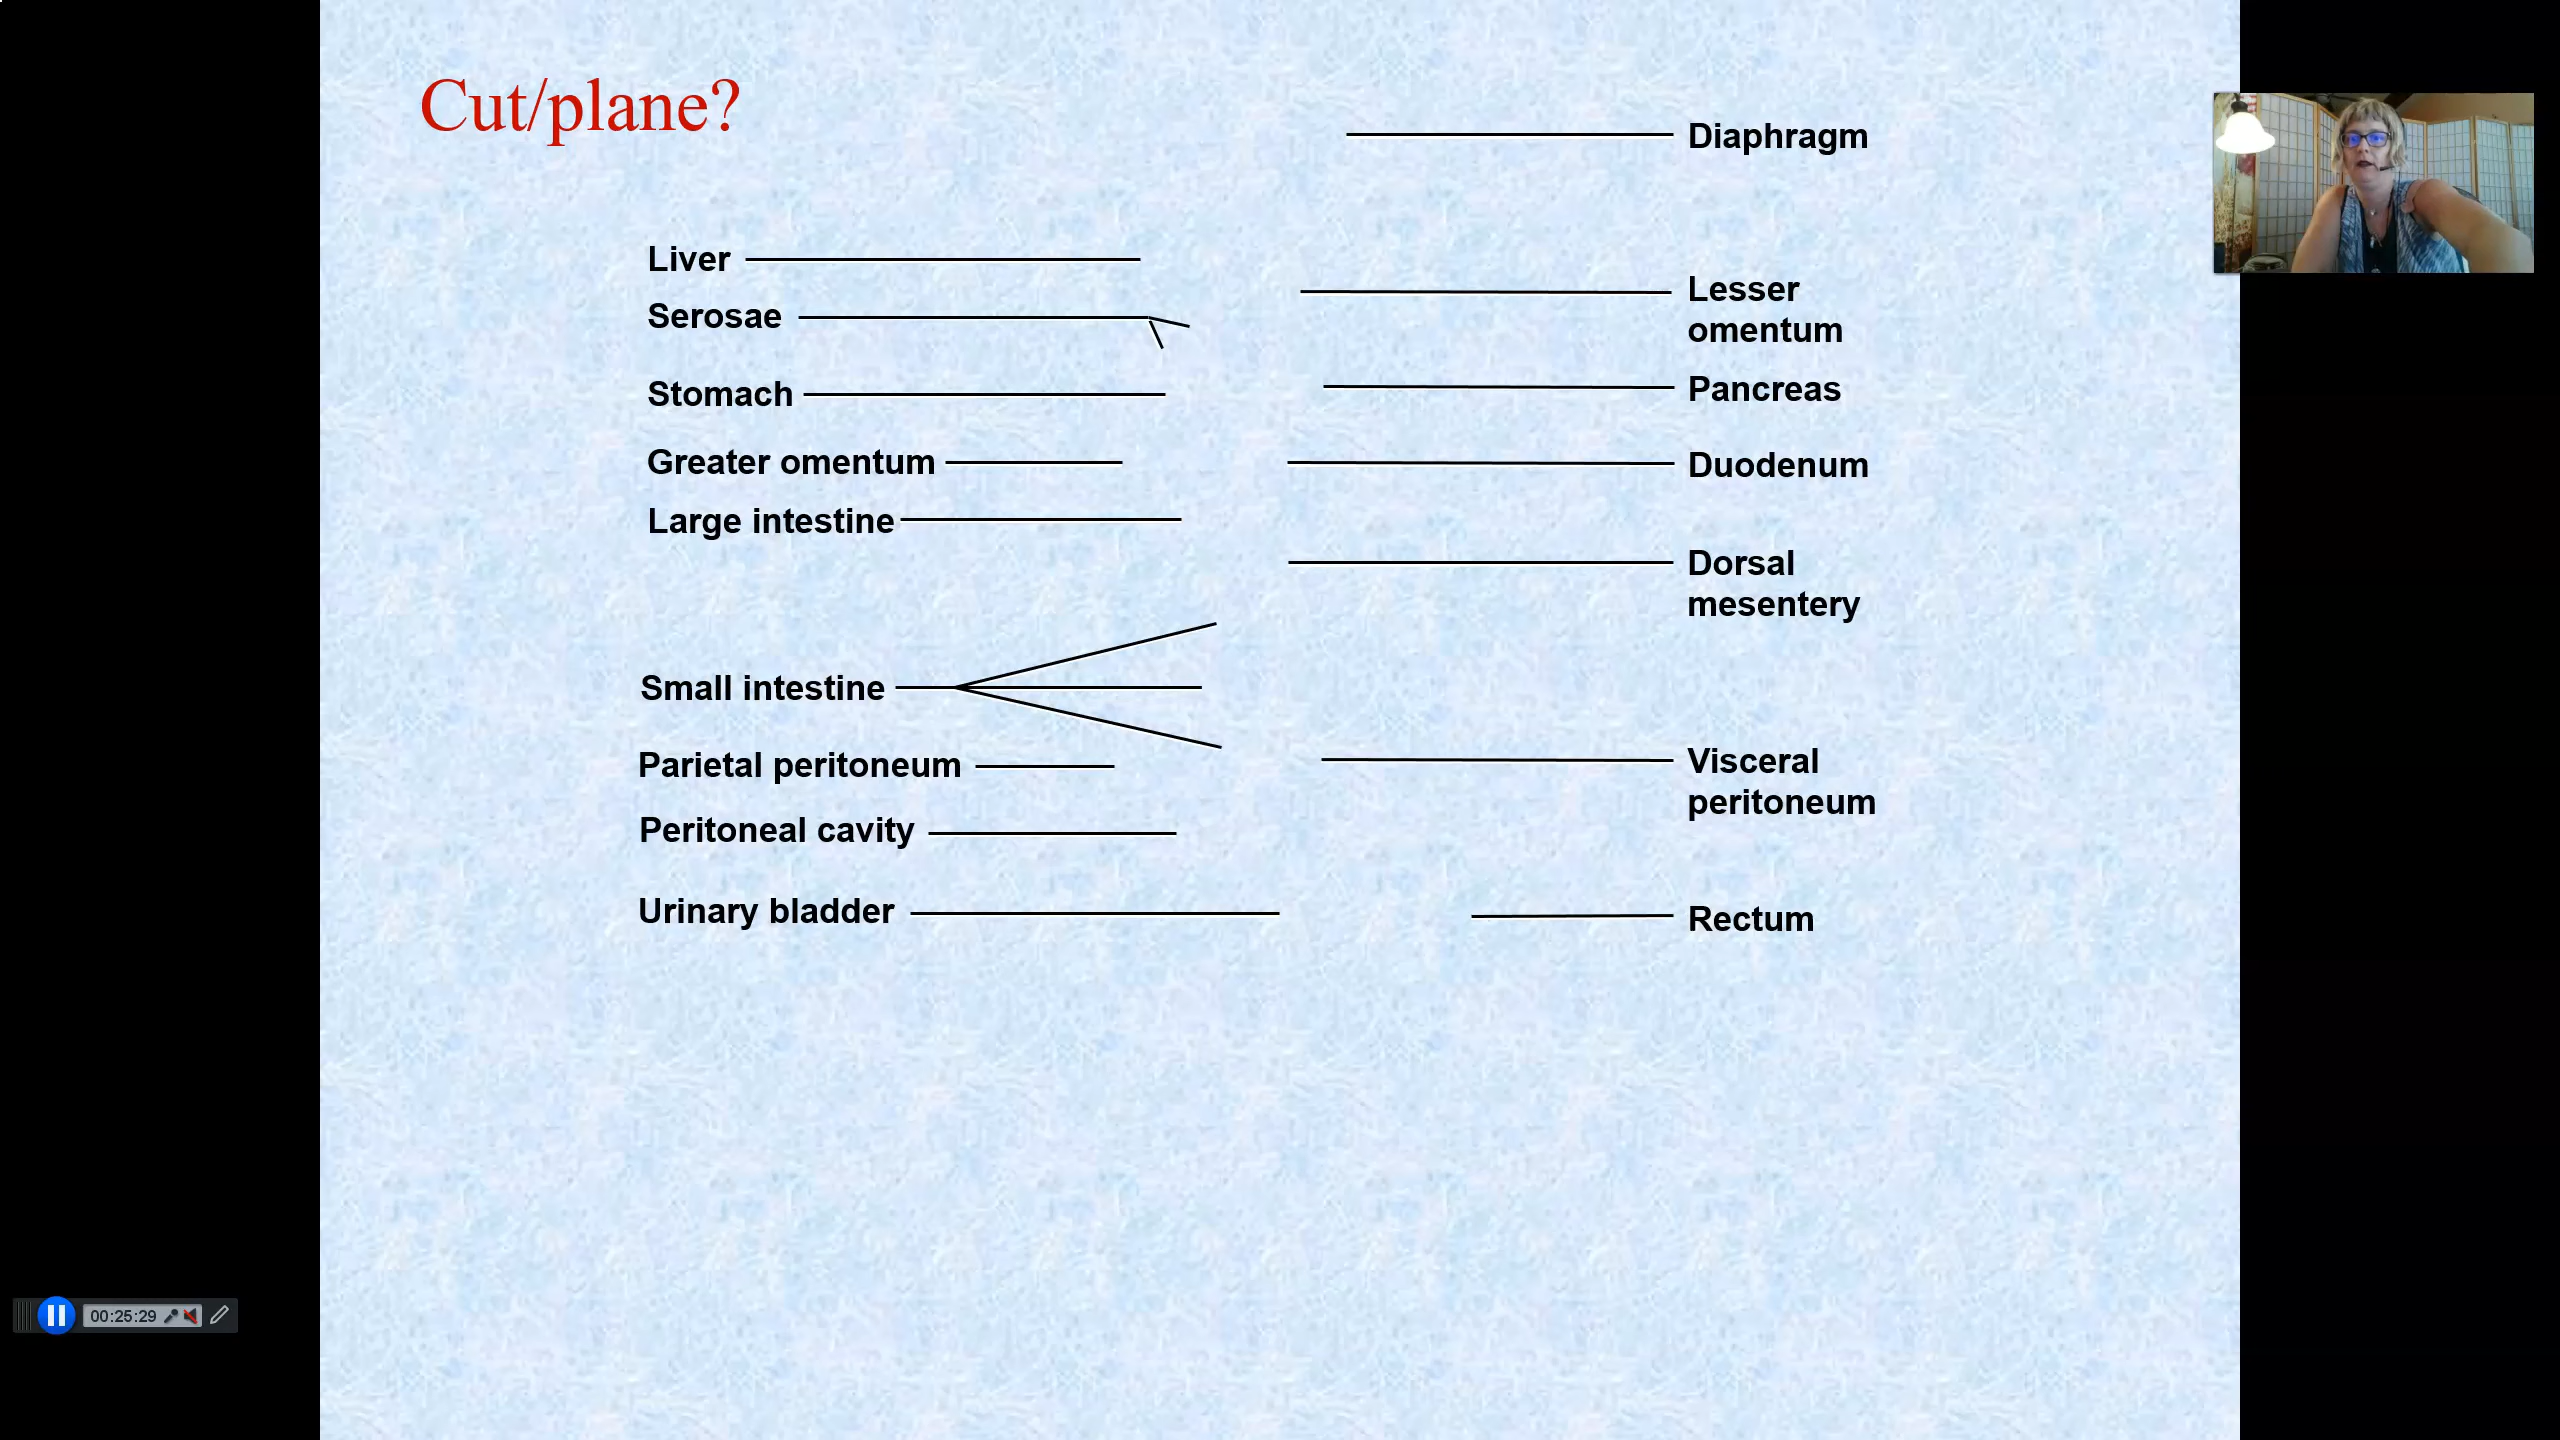 Cut/plane?
Diaphragm
Liver
Lesser
omentum
Serosae
Stomach
Pancreas
Greater omentum
Duodenum
Large intestine
Dorsal
mesentery
Small intestine
Parietal peritoneum
Visceral
peritoneum
Peritoneal cavity
Urinary bladder
Rectum
00:25:29